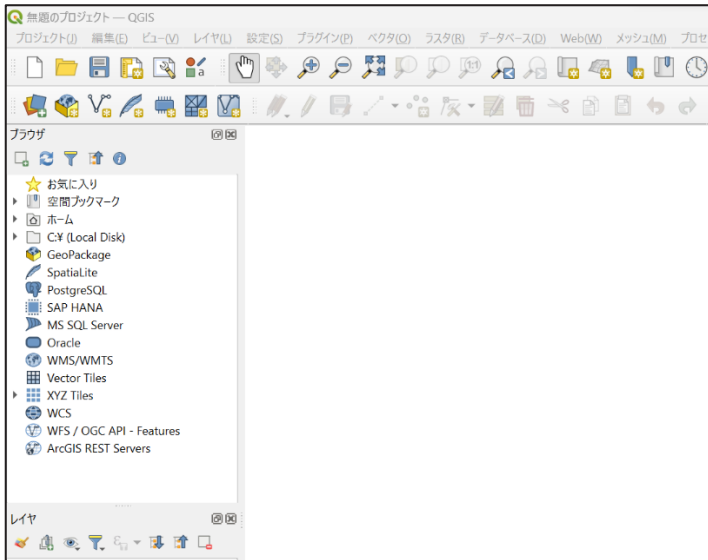 無題のプロジェクト — QGIS
プロジェクト(J) 編集(E) ビュー(V) レイヤ(L) 設定(S) プラグイン(P) ベクタ(O) ラスタ(R) データベース(D) Web(W) メッシュ(M) プロセ
ブラウザ
お気に入り
空間ブックマーク
ホーム
C:¥ (Local Disk)
GeoPackage
SpatiaLite
PostgreSQL
SAP HANA
MS SQL Server
Oracle
WMS/WMTS
Vector Tiles
XYZ Tiles
WCS
WFS / OGC API - Features
ArcGIS REST Servers
レイヤ